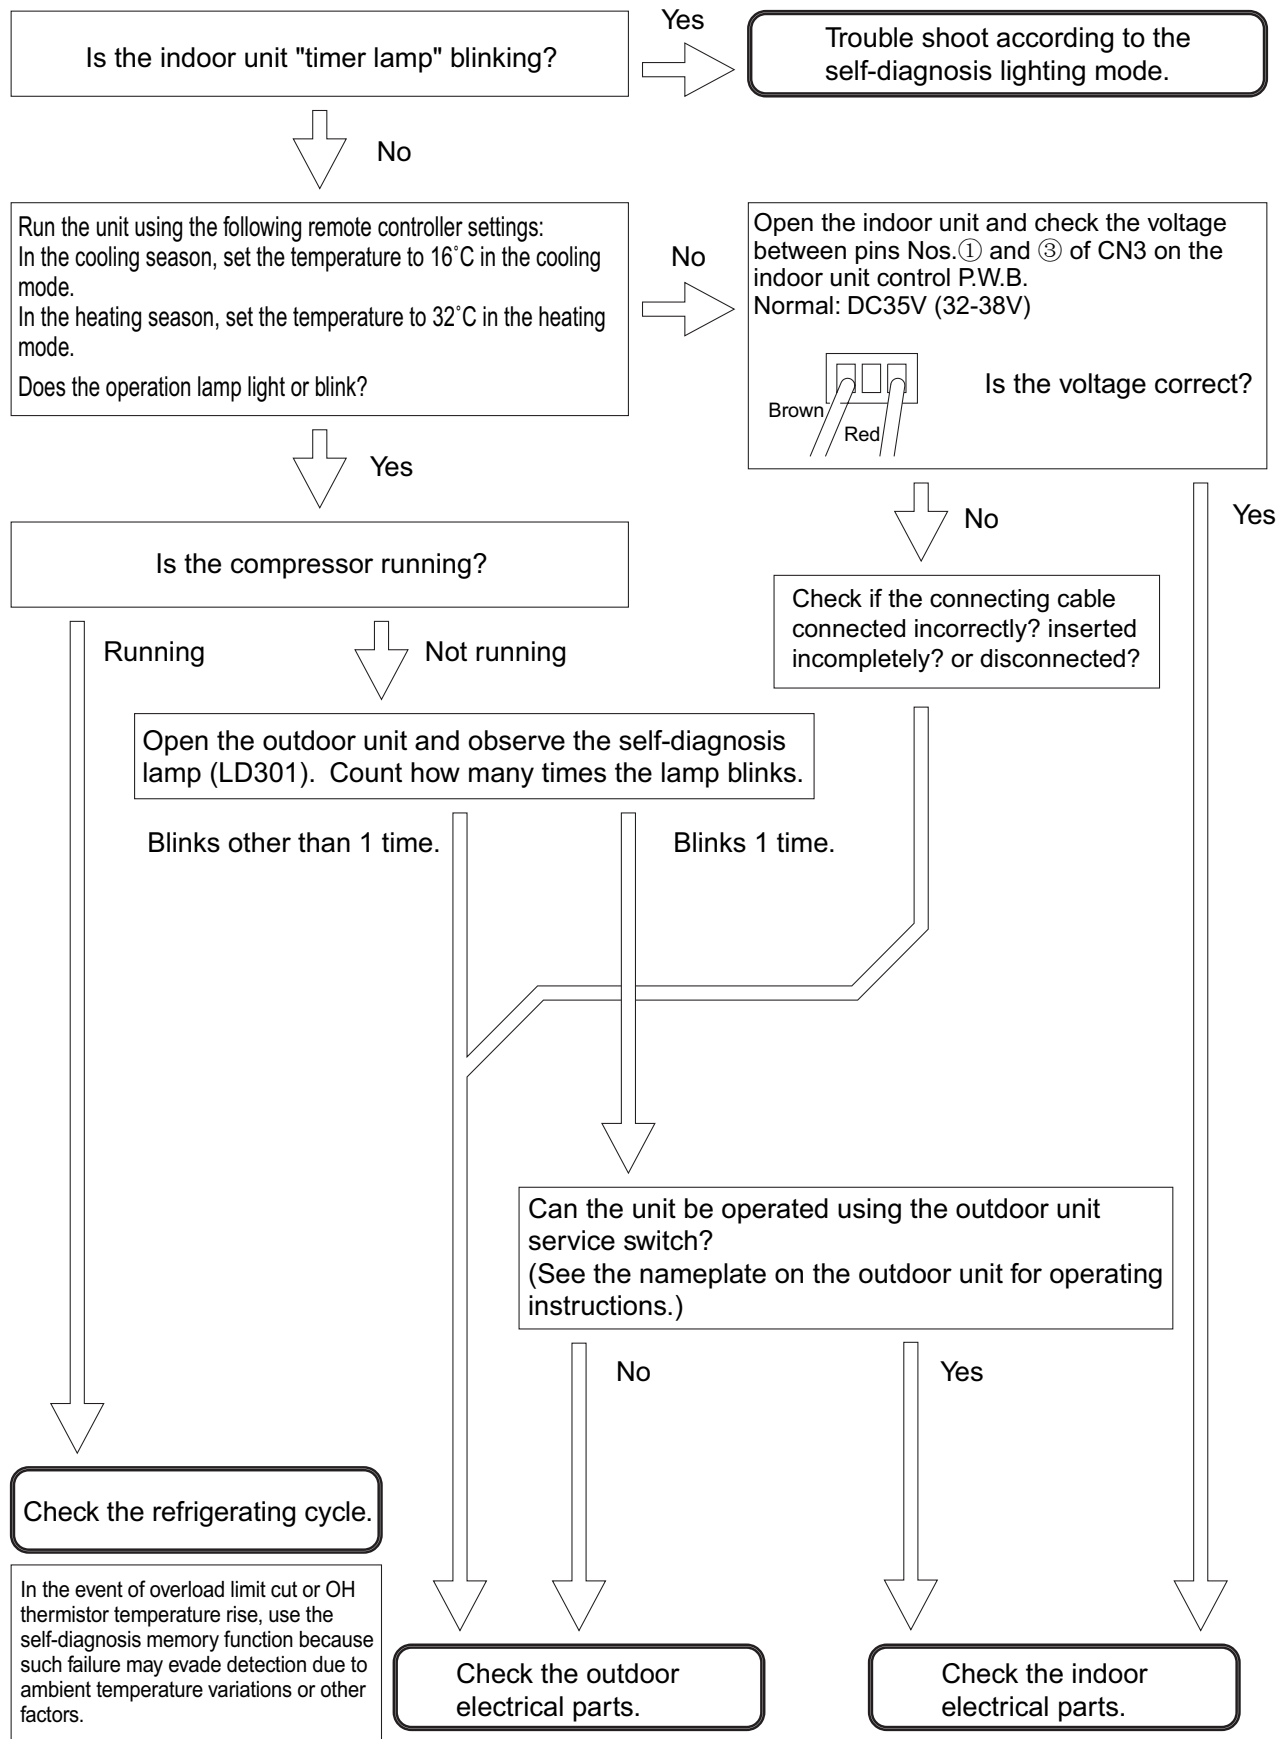 Is the indoor unit "timer lamp" blinking?
Yes
Trouble shoot according to the
self-diagnosis lighting mode.
No
Run the unit using the following remote controller settings:
In the cooling season, set the temperature to 16˚C in the cooling
mode.
In the heating season, set the temperature to 32˚C in the heating
mode.
Does the operation lamp light or blink?
No
Open the indoor unit and check the voltage
between pins Nos.① and ③ of CN3 on the
indoor unit control P.W.B.
Normal: DC35V (32-38V)
Is the voltage correct?
Brown
Red
Yes
No
Yes
Is the compressor running?
Check if the connecting cable
connected incorrectly? inserted
incompletely? or disconnected?
Running
Not running
Open the outdoor unit and observe the self-diagnosis
lamp (LD301).  Count how many times the lamp blinks.
Blinks other than 1 time.
Blinks 1 time.
Can the unit be operated using the outdoor unit
service switch?
(See the nameplate on the outdoor unit for operating
instructions.)
No
Yes
Check the refrigerating cycle.
In the event of overload limit cut or OH
thermistor temperature rise, use the
self-diagnosis memory function because
such failure may evade detection due to
ambient temperature variations or other
factors.
Check the outdoor
electrical parts.
Check the indoor
electrical parts.